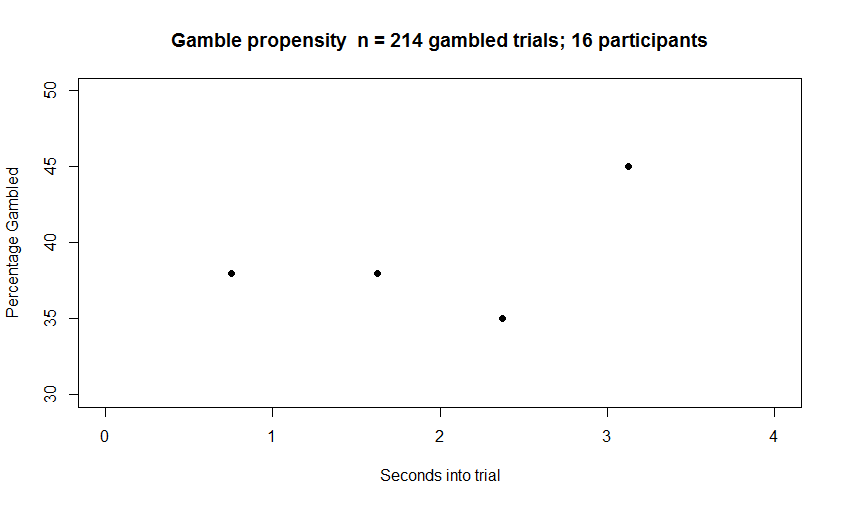 Gamble propensity  n = 214 gambled trials; 16 participants
Percentage Gambled
50
45
40
35
30
0 1 2 3 4
Seconds into trial